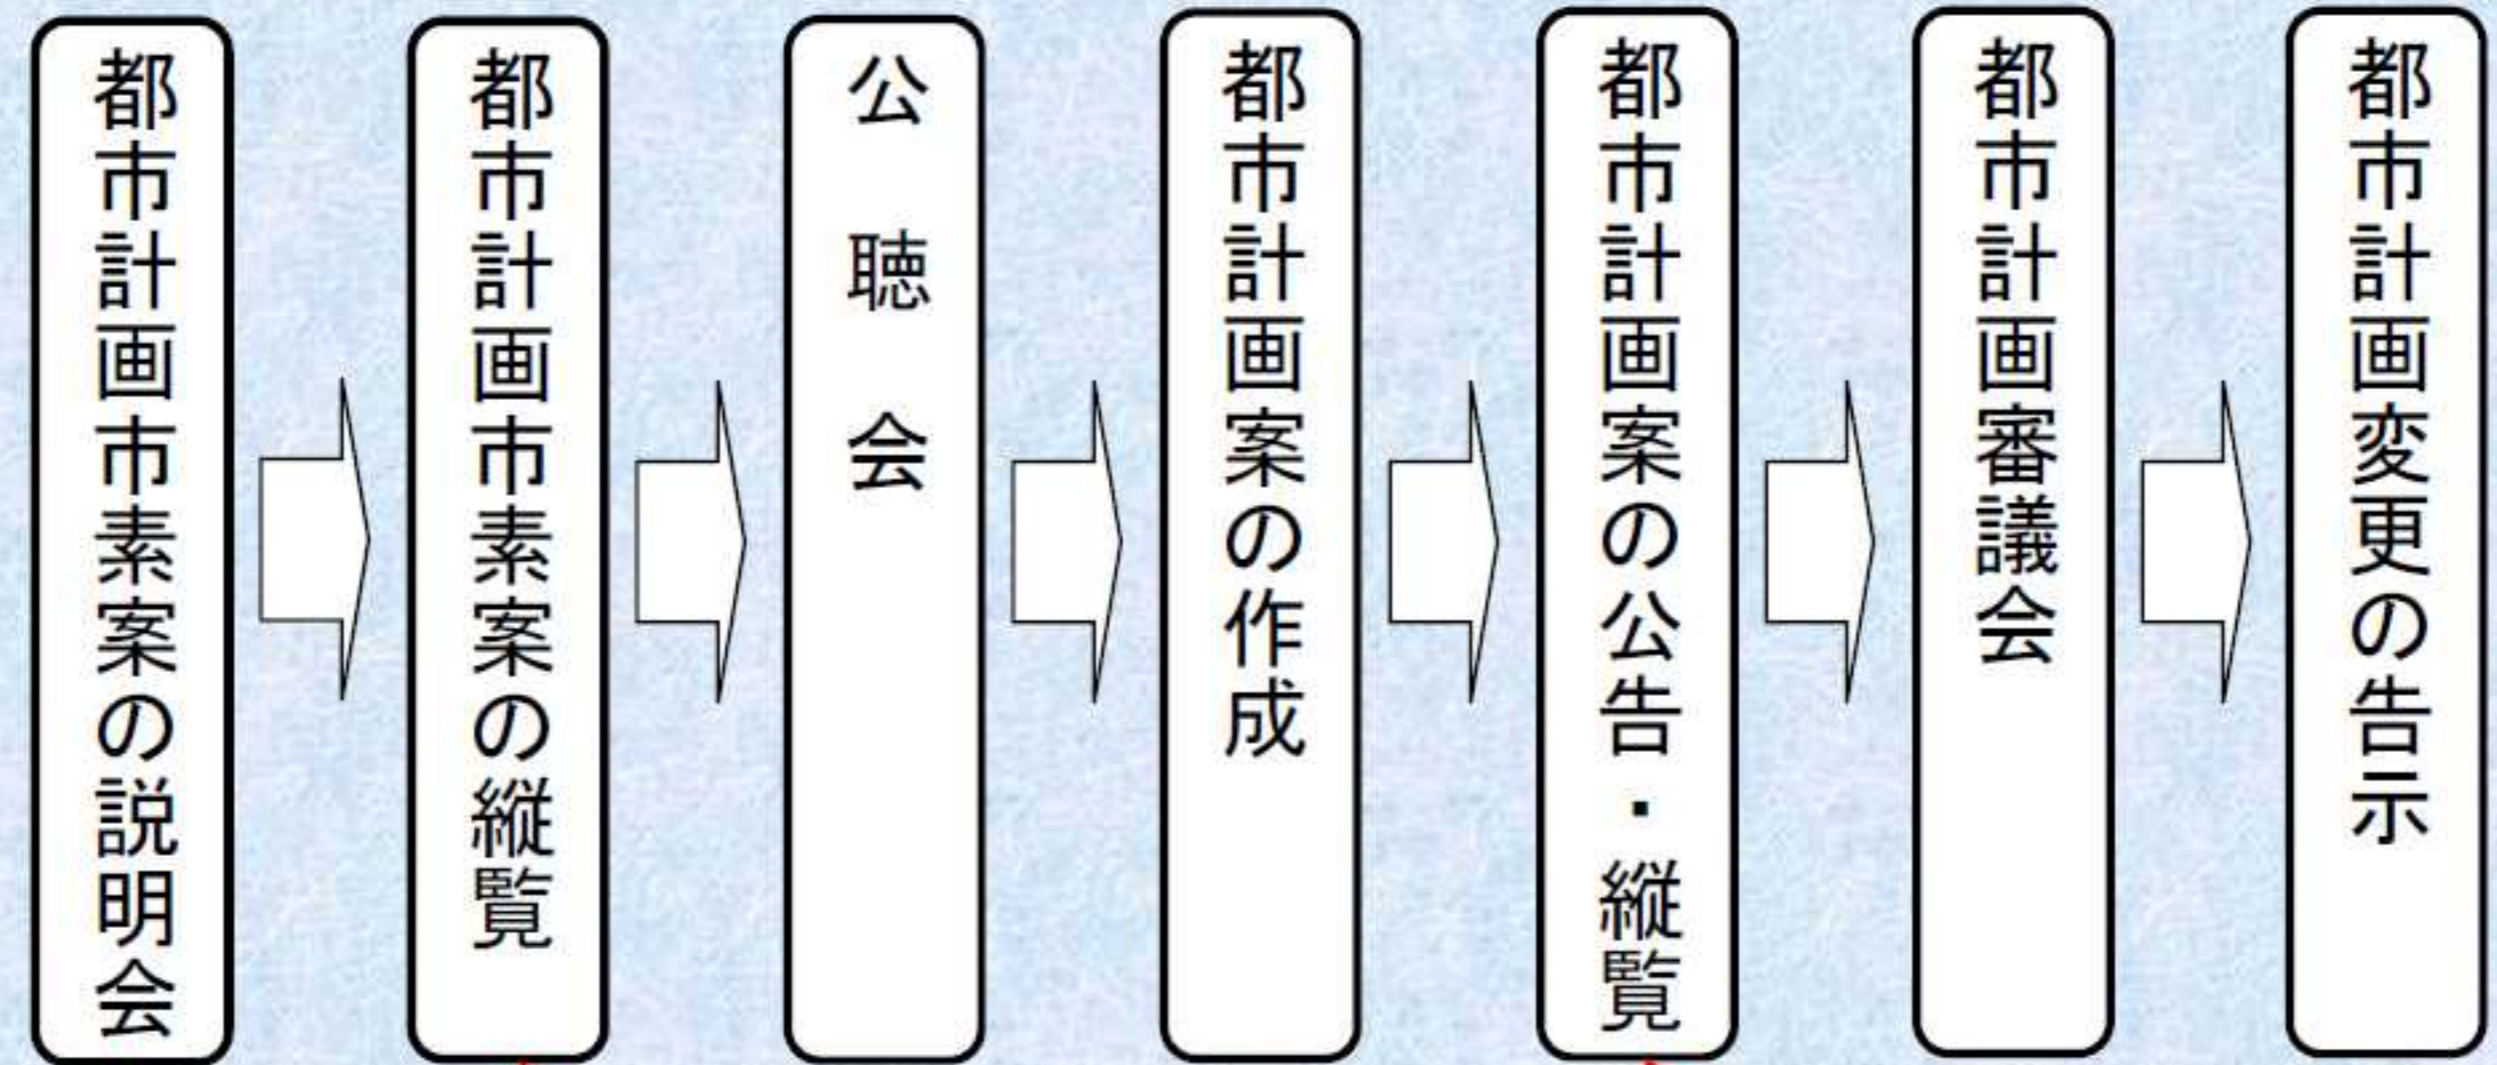 都市計画市素案の説明会
都市計画市素案の縦覧
公聴会
都市計画案の作成
都市計画案の公告・縦覧
都市計画審議会
都市計画変更の告示